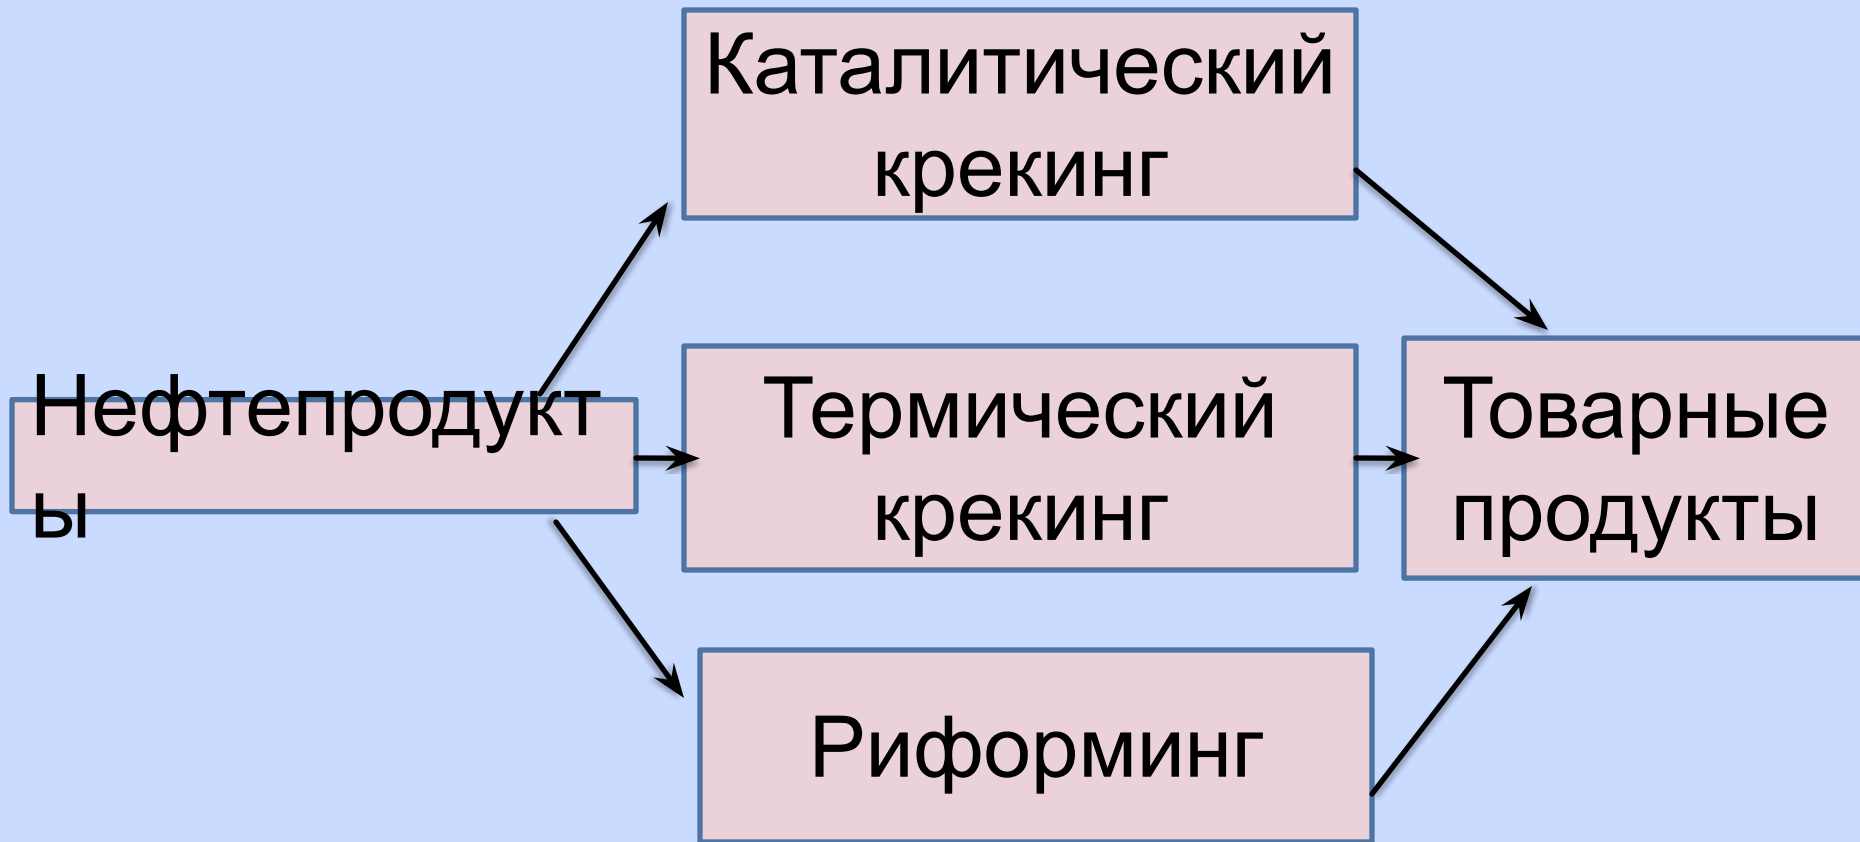 Каталитический
крекинг
Нефтепродукт
ы
Термический
крекинг
Товарные
продукты
Риформинг